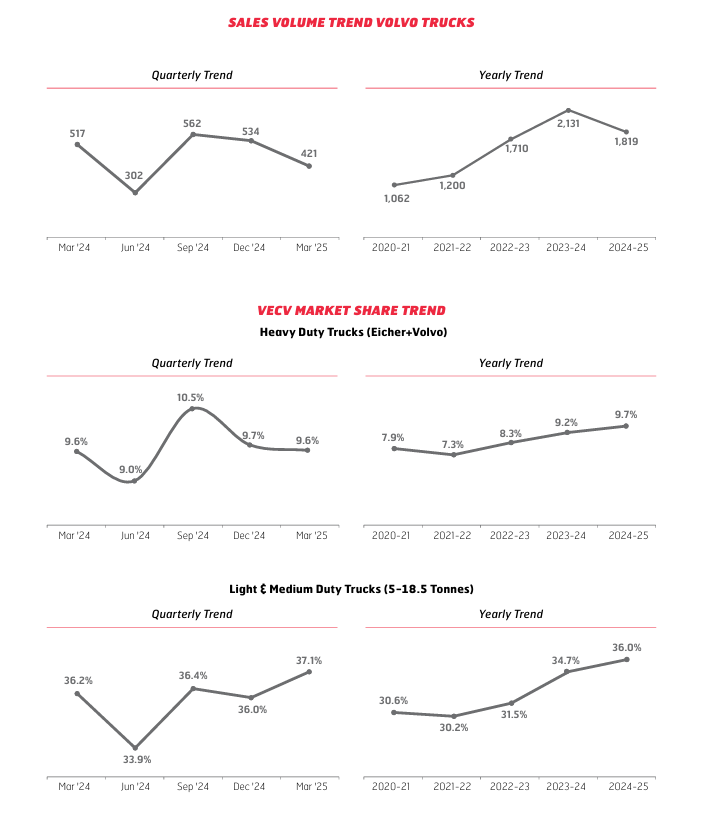 SALES VOLUME TREND VOLVO TRUCKS
Quarterly Trend
517
302
562
534
421
Mar '24 Jun '24 Sep '24 Dec '24 Mar '25
Yearly Trend
1,062
1,200
1,710
2,131
1,819
2020-21 2021-22 2022-23 2023-24 2024-25
VECV MARKET SHARE TREND
Heavy Duty Trucks (Eicher+Volvo)
Quarterly Trend
9.6%
9.0%
10.5%
9.7%
9.6%
Mar '24 Jun '24 Sep '24 Dec '24 Mar '25
Yearly Trend
7.9%
7.3%
8.3%
9.2%
9.7%
2020-21 2021-22 2022-23 2023-24 2024-25
Light & Medium Duty Trucks (5-18.5 Tonnes)
Quarterly Trend
36.2%
33.9%
36.4%
36.0%
37.1%
Mar '24 Jun '24 Sep '24 Dec '24 Mar '25
Yearly Trend
30.6%
30.2%
31.5%
34.7%
36.0%
2020-21 2021-22 2022-23 2023-24 2024-25